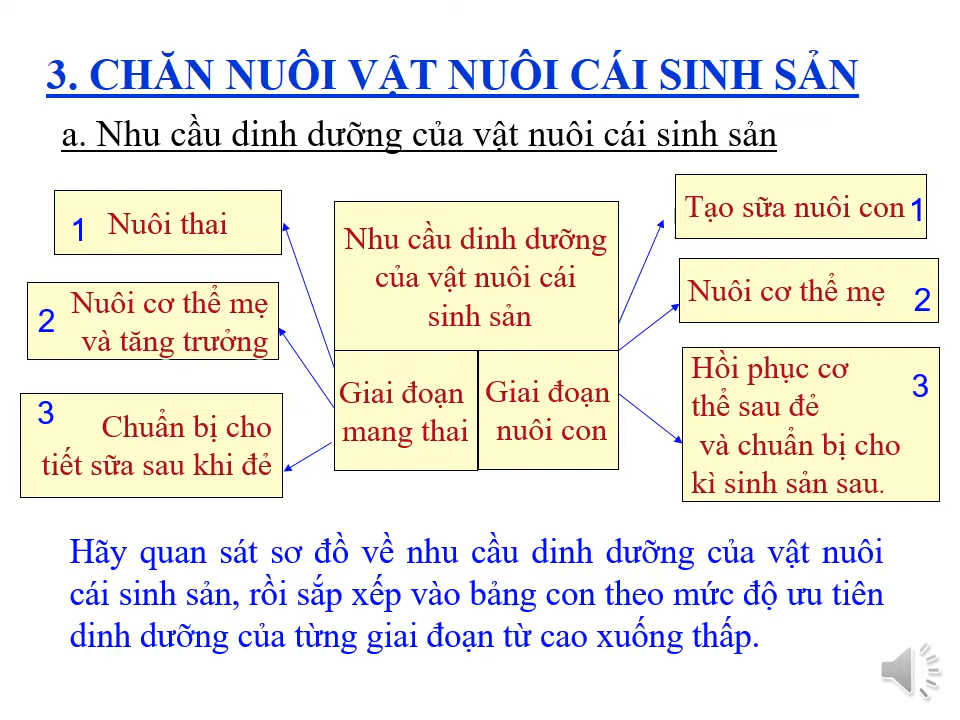 3. CHĂN NUÔI VẬT NUÔI CÁI SINH SẢN
a. Nhu cầu dinh dưỡng của vật nuôi cái sinh sản
1 Nuôi thai
2 Nuôi cơ thể mẹ
và tăng trưởng
3 Chuẩn bị cho
tiết sữa sau khi đẻ
Nhu cầu dinh dưỡng
của vật nuôi cái
sinh sản
Giai đoạn
mang thai
Giai đoạn
nuôi con
Tạo sữa nuôi con 1
Nuôi cơ thể mẹ 2
Hồi phục cơ 3
thể sau đẻ
và chuẩn bị cho
kì sinh sản sau.
Hãy quan sát sơ đồ về nhu cầu dinh dưỡng của vật nuôi
cái sinh sản, rồi sắp xếp vào bảng con theo mức độ ưu tiên
dinh dưỡng của từng giai đoạn từ cao xuống thấp.